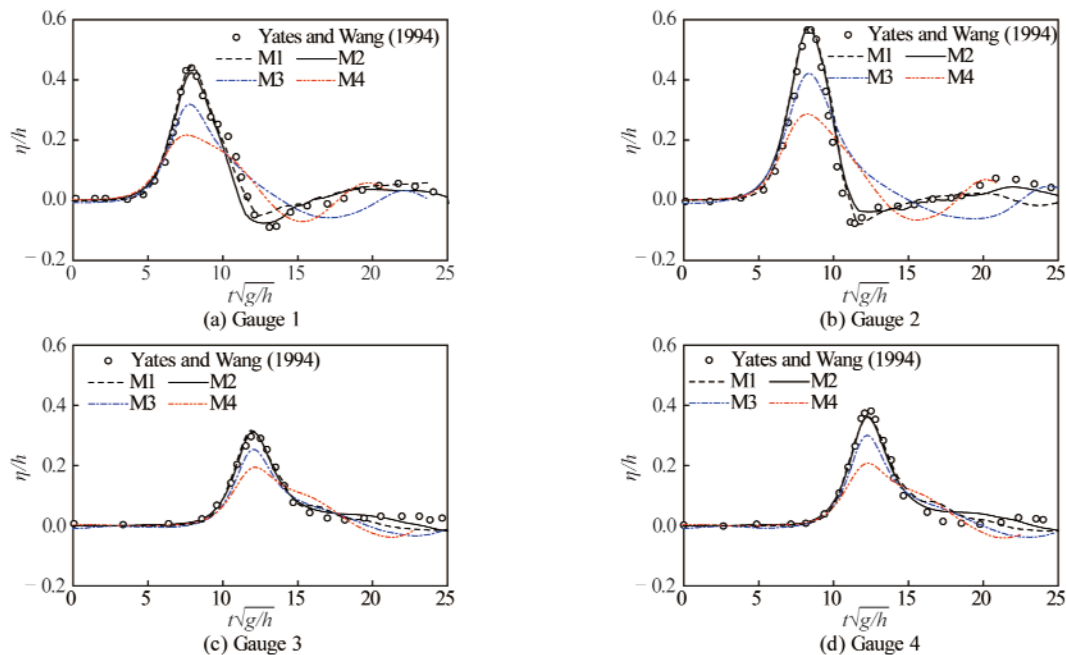 0.6
Yates and Wang (1994)
M1 M2
M3 M4
0.4
η/h
0.2
0.0
−0.2
0 5 10 15 20 25
t√g/h
(a) Gauge 1
0.6
Yates and Wang (1994)
M1 M2
M3 M4
0.4
η/h
0.2
0.0
−0.2
0 5 10 15 20 25
t√g/h
(b) Gauge 2
0.6
Yates and Wang (1994)
M1 M2
M3 M4
0.4
η/h
0.2
0.0
−0.2
0 5 10 15 20 25
t√g/h
(c) Gauge 3
0.6
Yates and Wang (1994)
M1 M2
M3 M4
0.4
η/h
0.2
0.0
−0.2
0 5 10 15 20 25
t√g/h
(d) Gauge 4